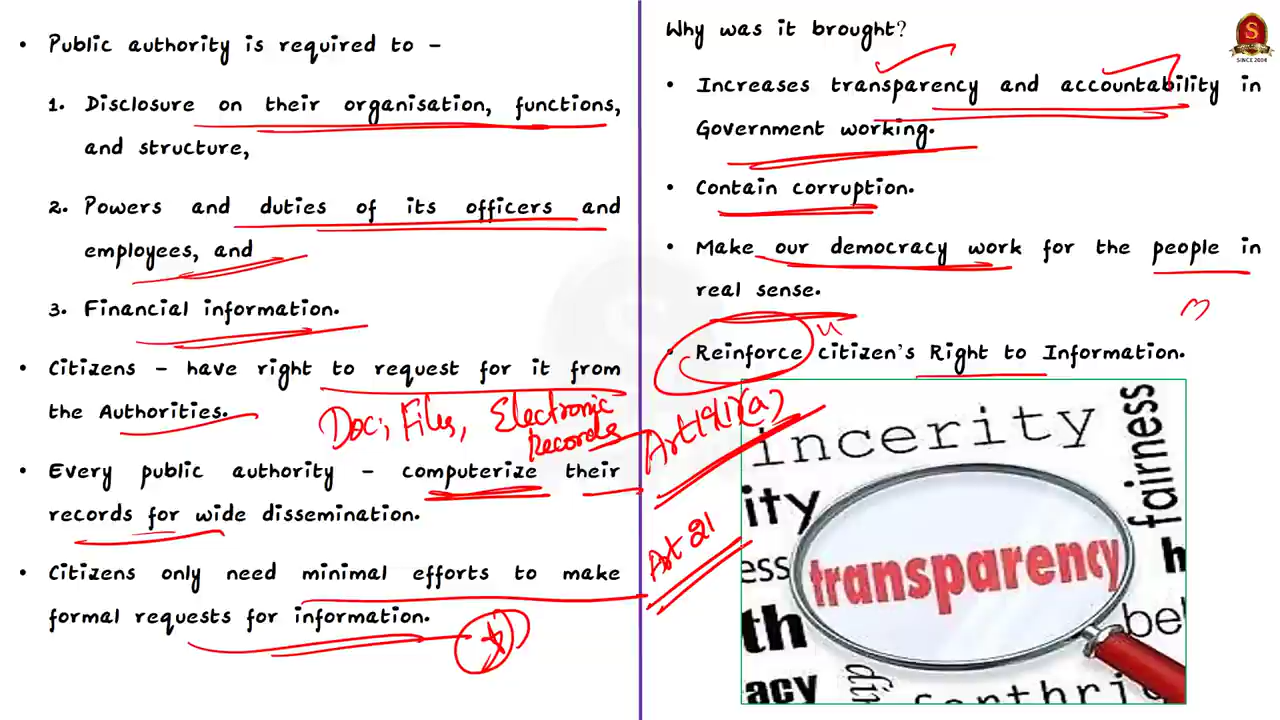 • Public authority is required to –
1. Disclosure on their organisation, functions,
and structure,
2. Powers and duties of its officers and
employees, and
3. Financial information.
• Citizens – have right to request for it from
the Authorities.
Doc, Files, Electronic
Records
• Every public authority – computerize their
records for wide dissemination.
• Citizens only need minimal efforts to make
formal requests for information.
Why was it brought?
• Increases transparency and accountability in
Government working.
• Contain corruption.
• Make our democracy work for the people in
real sense.
• Reinforce citizen's Right to Information.
Art 19(1)(a)
Art 21
S
SINCE 2004
incerity
fairness
ity
ess
transparency
h
th
be
acy
forthri